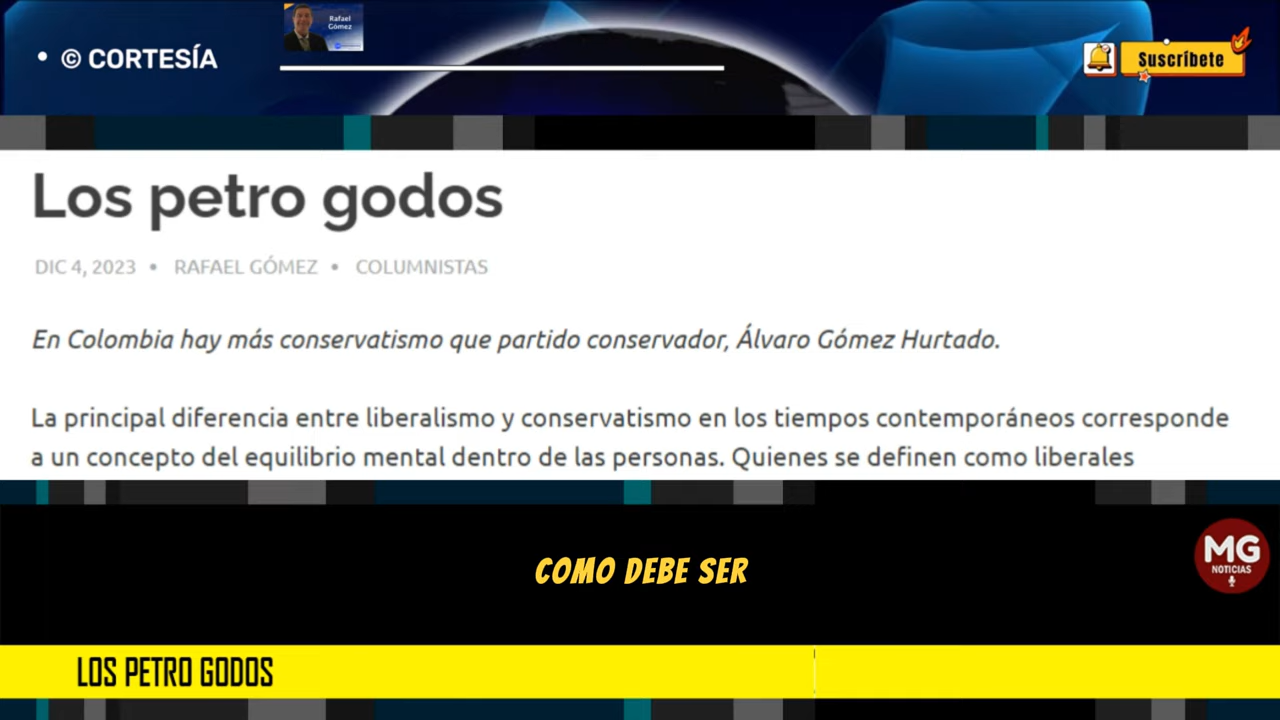 • © CORTESÍA
Rafael
Gómez
Suscríbete
Los petro godos
DIC 4, 2023 • RAFAEL GÓMEZ • COLUMNISTAS
En Colombia hay más conservatismo que partido conservador, Álvaro Gómez Hurtado.
La principal diferencia entre liberalismo y conservatismo en los tiempos contemporáneos corresponde
a un concepto del equilibrio mental dentro de las personas. Quienes se definen como liberales
COMO DEBE SER
MG
NOTICIAS
LOS PETRO GODOS